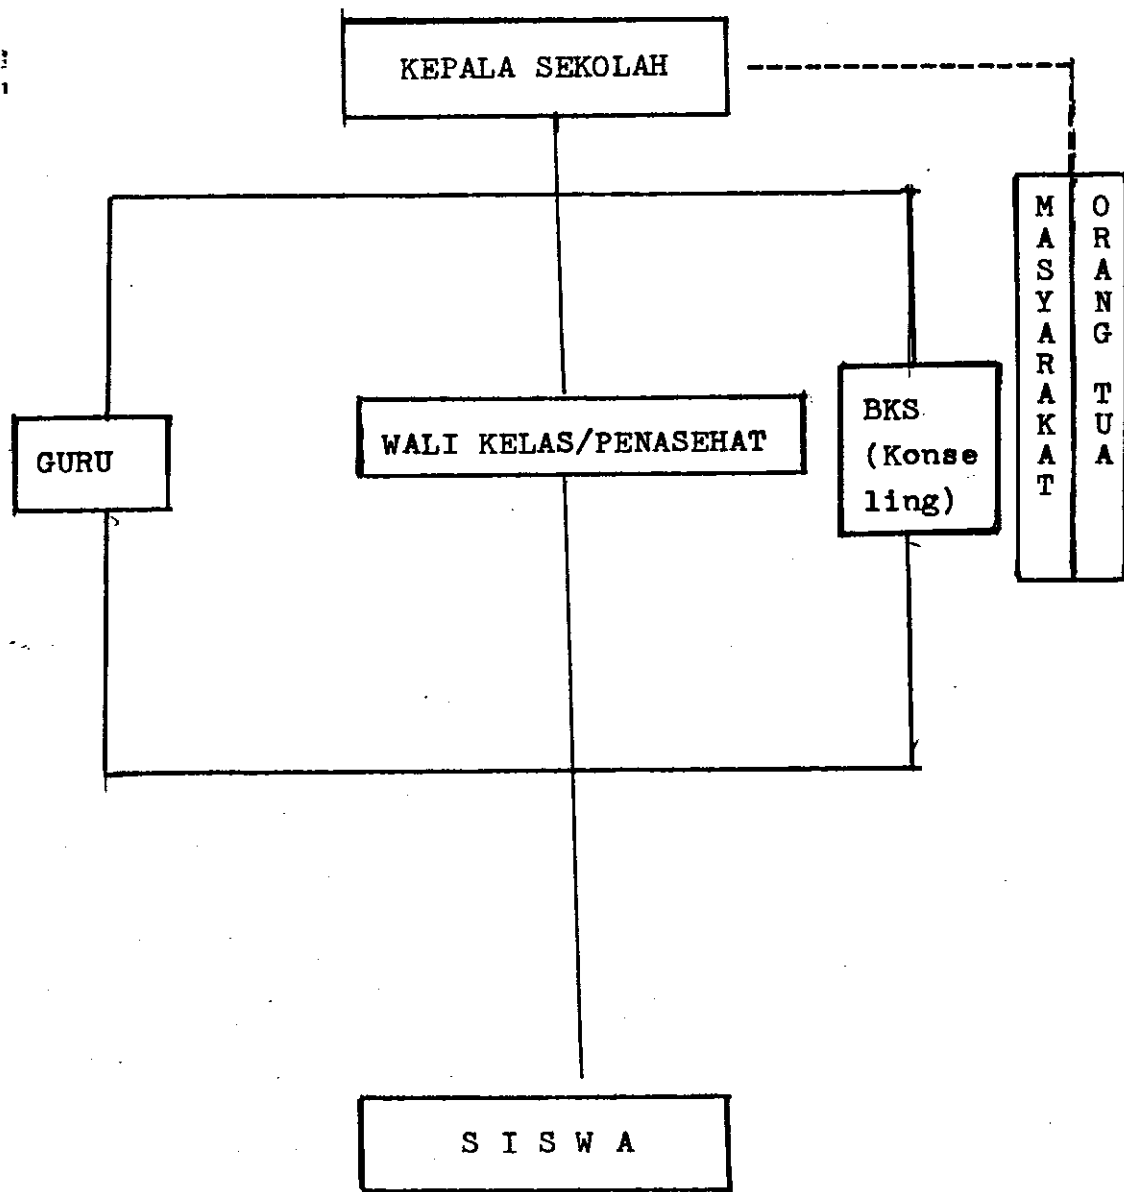 KEPALA SEKOLAH
MASYARAKAT
ORANG TUA
GURU
WALI KELAS/PENASEHAT
BKS
(Konse
ling)
S I S W A